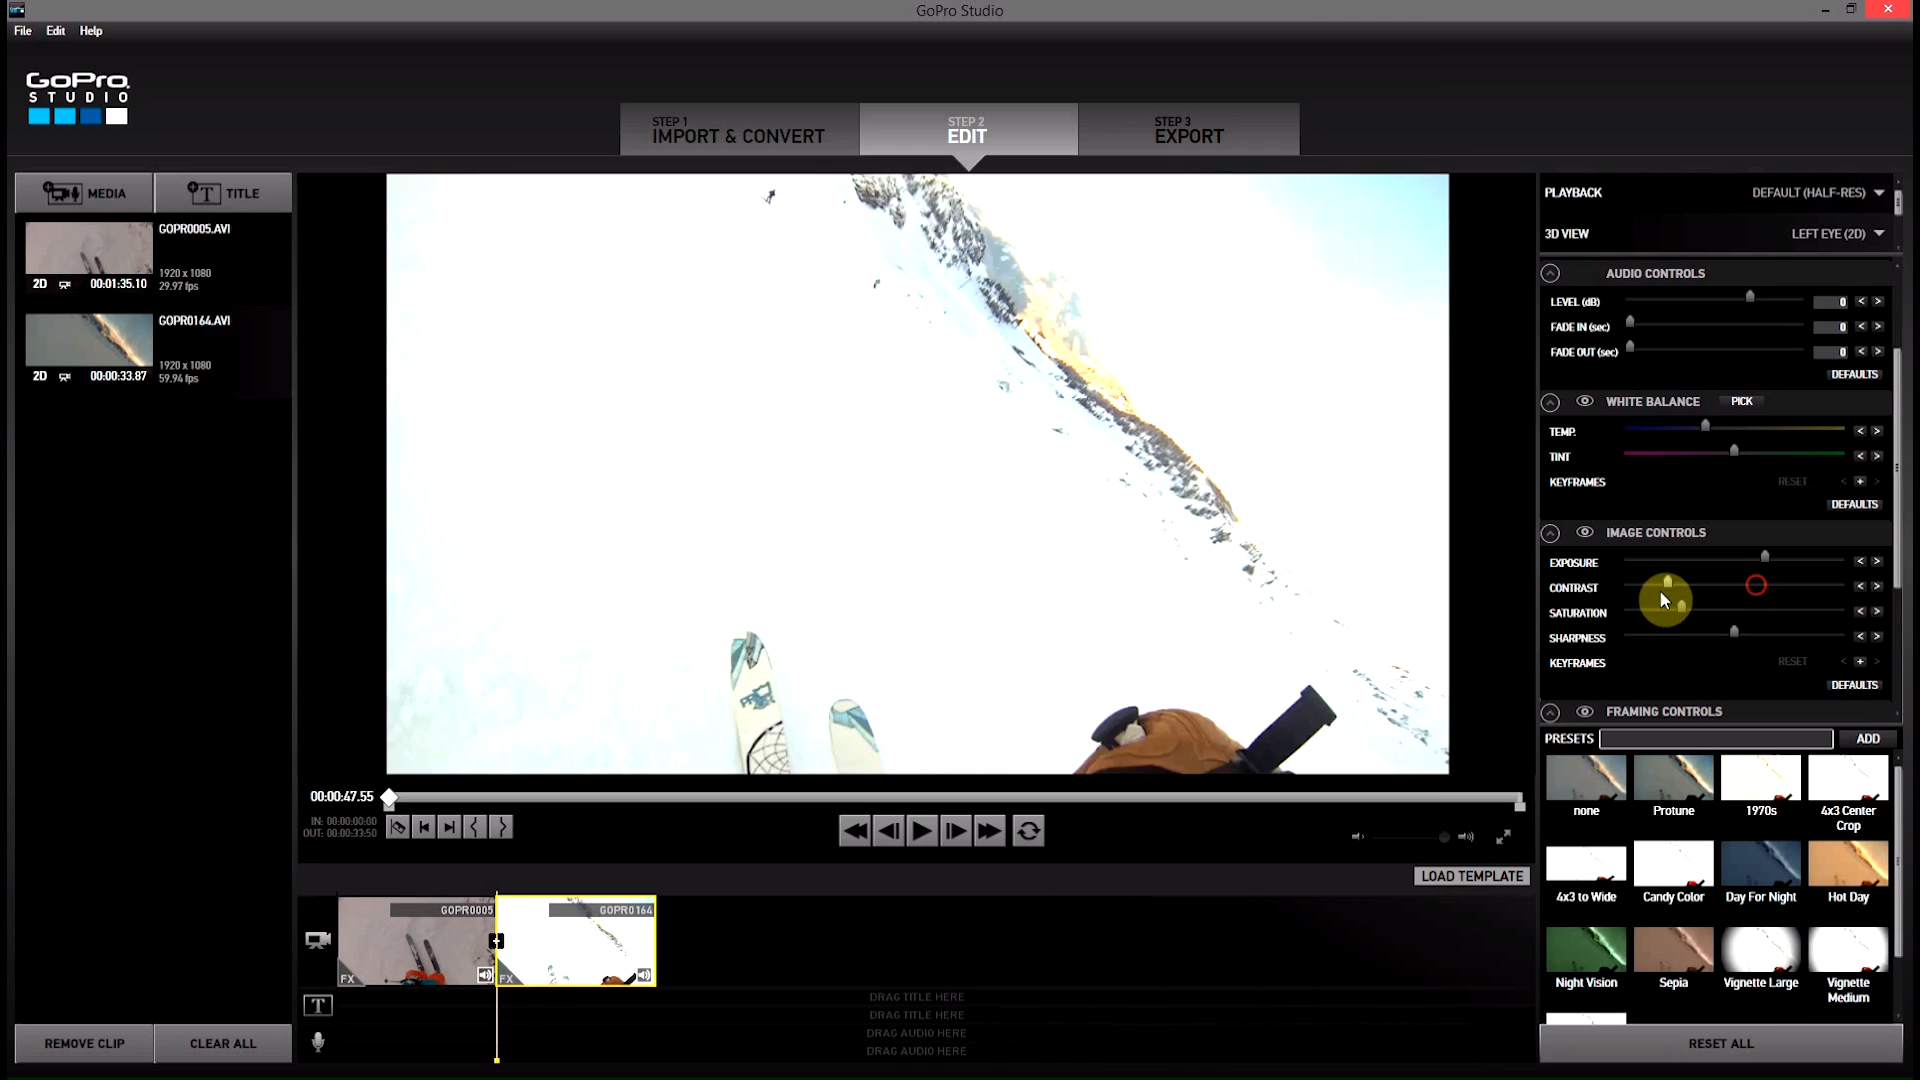 GoPro Studio
File Edit Help
GoPro
STUDIO
STEP 1
IMPORT & CONVERT
STEP 2
EDIT
STEP 3
EXPORT
MEDIA
TITLE
GOPR0005.AVI
1920 x 1080
29.97 fps
2D
00:01:35.10
GOPR0164.AVI
1920 x 1080
59.94 fps
2D
00:00:33.87
PLAYBACK DEFAULT (HALF-RES)
3D VIEW LEFT EYE (2D)
AUDIO CONTROLS
LEVEL (dB) 0 < >
FADE IN (sec) 0 < >
FADE OUT (sec) 0 < >
DEFAULTS
WHITE BALANCE PICK
TEMP. < >
TINT < >
KEYFRAMES RESET < + >
DEFAULTS
IMAGE CONTROLS
EXPOSURE < >
CONTRAST < >
SATURATION < >
SHARPNESS < >
KEYFRAMES RESET < + >
DEFAULTS
FRAMING CONTROLS
PRESETS ADD
none
Protune
1970s
4x3 Center
Crop
4x3 to Wide
Candy Color
Day For Night
Hot Day
Night Vision
Sepia
Vignette Large
Vignette
Medium
00:00:47.55
IN: 00:00:00:00
OUT: 00:00:33:50
LOAD TEMPLATE
GOPR0005
FX
GOPR0164
FX
T
DRAG TITLE HERE
DRAG TITLE HERE
DRAG AUDIO HERE
DRAG AUDIO HERE
REMOVE CLIP
CLEAR ALL
RESET ALL